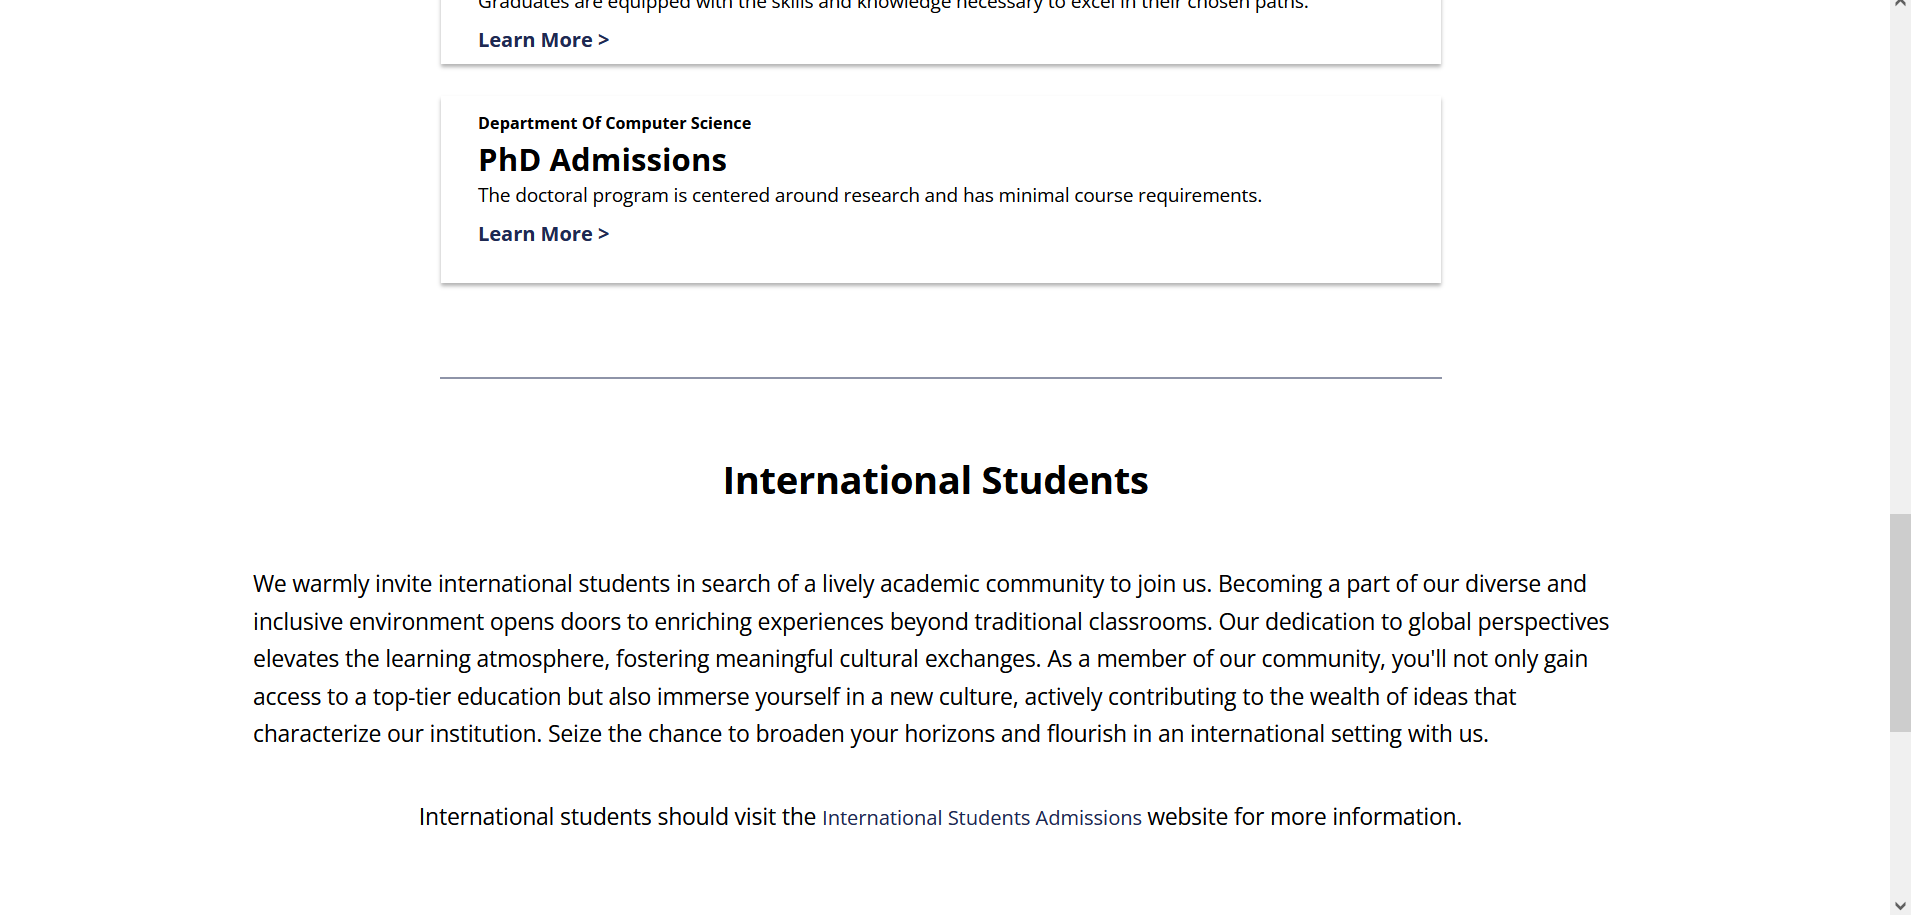 Graduates are equipped with the skills and knowledge necessary to excel in their chosen paths.
Learn More >
Department Of Computer Science
PhD Admissions
The doctoral program is centered around research and has minimal course requirements.
Learn More >
International Students
We warmly invite international students in search of a lively academic community to join us. Becoming a part of our diverse and
inclusive environment opens doors to enriching experiences beyond traditional classrooms. Our dedication to global perspectives
elevates the learning atmosphere, fostering meaningful cultural exchanges. As a member of our community, you'll not only gain
access to a top-tier education but also immerse yourself in a new culture, actively contributing to the wealth of ideas that
characterize our institution. Seize the chance to broaden your horizons and flourish in an international setting with us.
International students should visit the International Students Admissions website for more information.